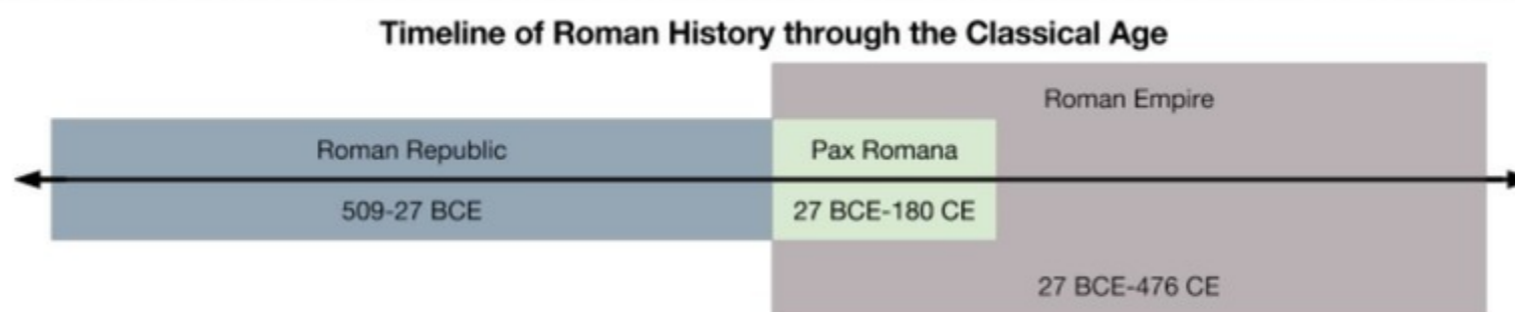 Timeline of Roman History through the Classical Age
Roman Empire
Roman Republic
Pax Romana
509-27 BCE
27 BCE-180 CE
27 BCE-476 CE